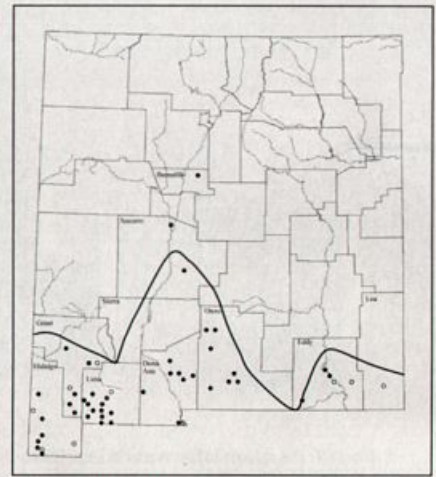 Bernalillo
Socorro
Sierra
Lea
Otero
Grant
Eddy
Hidalgo
Luna
Doña
Ana